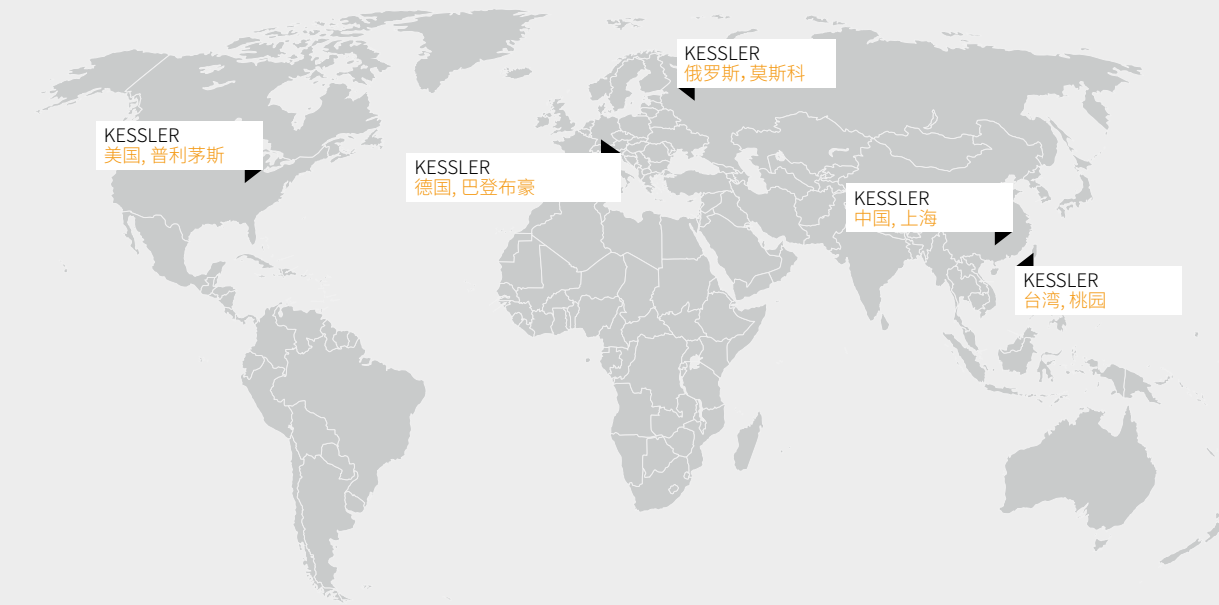 KESSLER
俄罗斯, 莫斯科
KESSLER
美国, 普利茅斯
KESSLER
德国, 巴登布豪
KESSLER
中国, 上海
KESSLER
台湾, 桃园